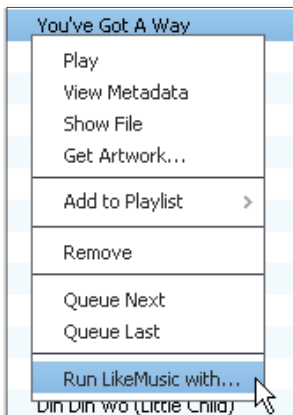 You've Got A Way
Play
View Metadata
Show File
Get Artwork...
Add to Playlist >
Remove
Queue Next
Queue Last
Run LikeMusic with...
Din Din Wo (Little Child)